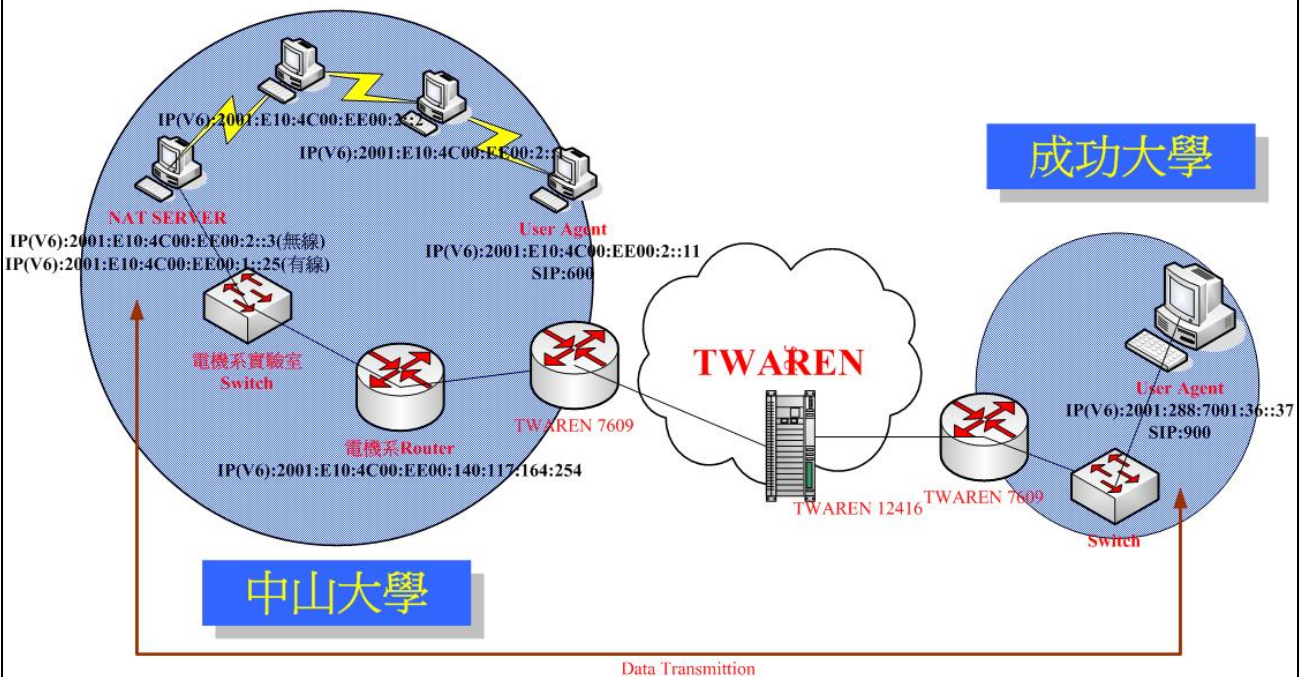 IP(V6):2001:E10:4C00:EE00:2::2
IP(V6):2001:E10:4C00:EE00:2::1
成功大學
NAT SERVER
IP(V6):2001:E10:4C00:EE00:2::3(無線)
IP(V6):2001:E10:4C00:EE00:1::25(有線)
User Agent
IP(V6):2001:E10:4C00:EE00:2::11
SIP:600
電機系實驗室
Switch
TWAREN
User Agent
IP(V6):2001:288:7001:36::37
SIP:900
TWAREN 7609
電機系Router
IP(V6):2001:E10:4C00:EE00:140:117:164:254
TWAREN 12416
TWAREN 7609
Switch
中山大學
Data Transmittion